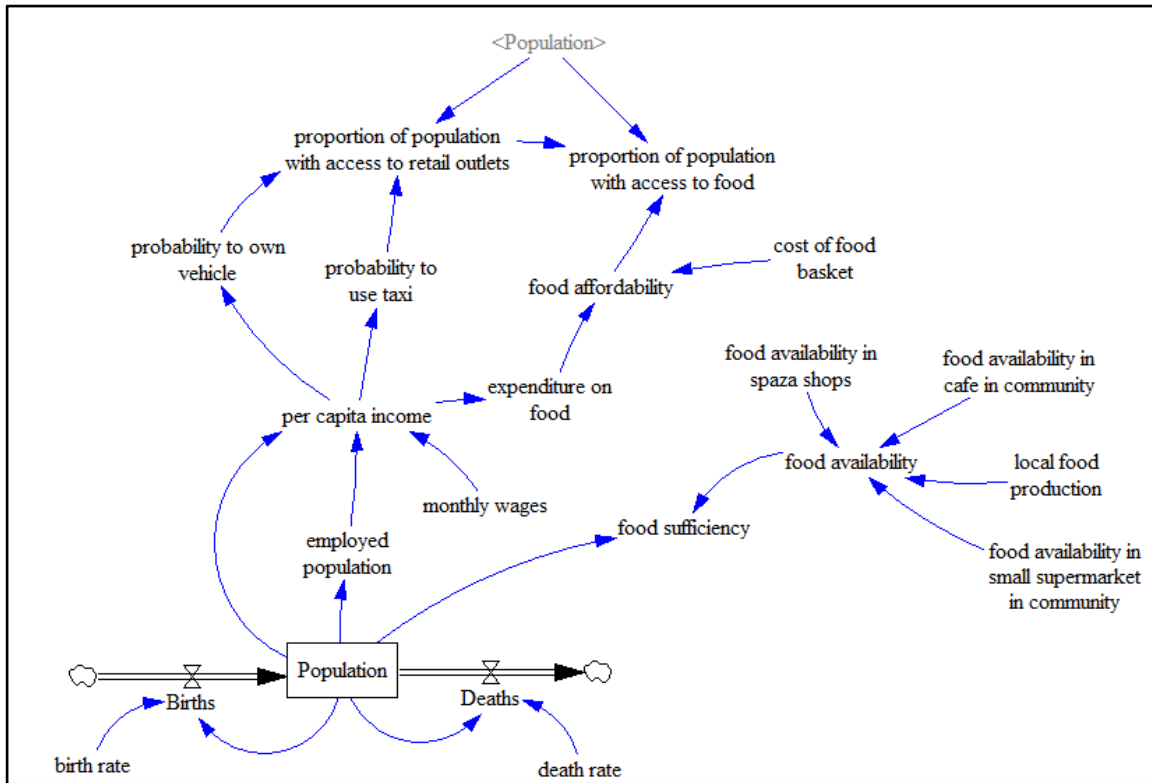 <Population>
proportion of population
with access to retail outlets
proportion of population
with access to food
probability to own
vehicle
probability to
use taxi
food affordability
cost of food
basket
food availability in
spaza shops
food availability in
cafe in community
expenditure on
food
per capita income
food availability
local food
production
monthly wages
food sufficiency
employed
population
food availability in
small supermarket
in community
Population
Births
Deaths
birth rate
death rate